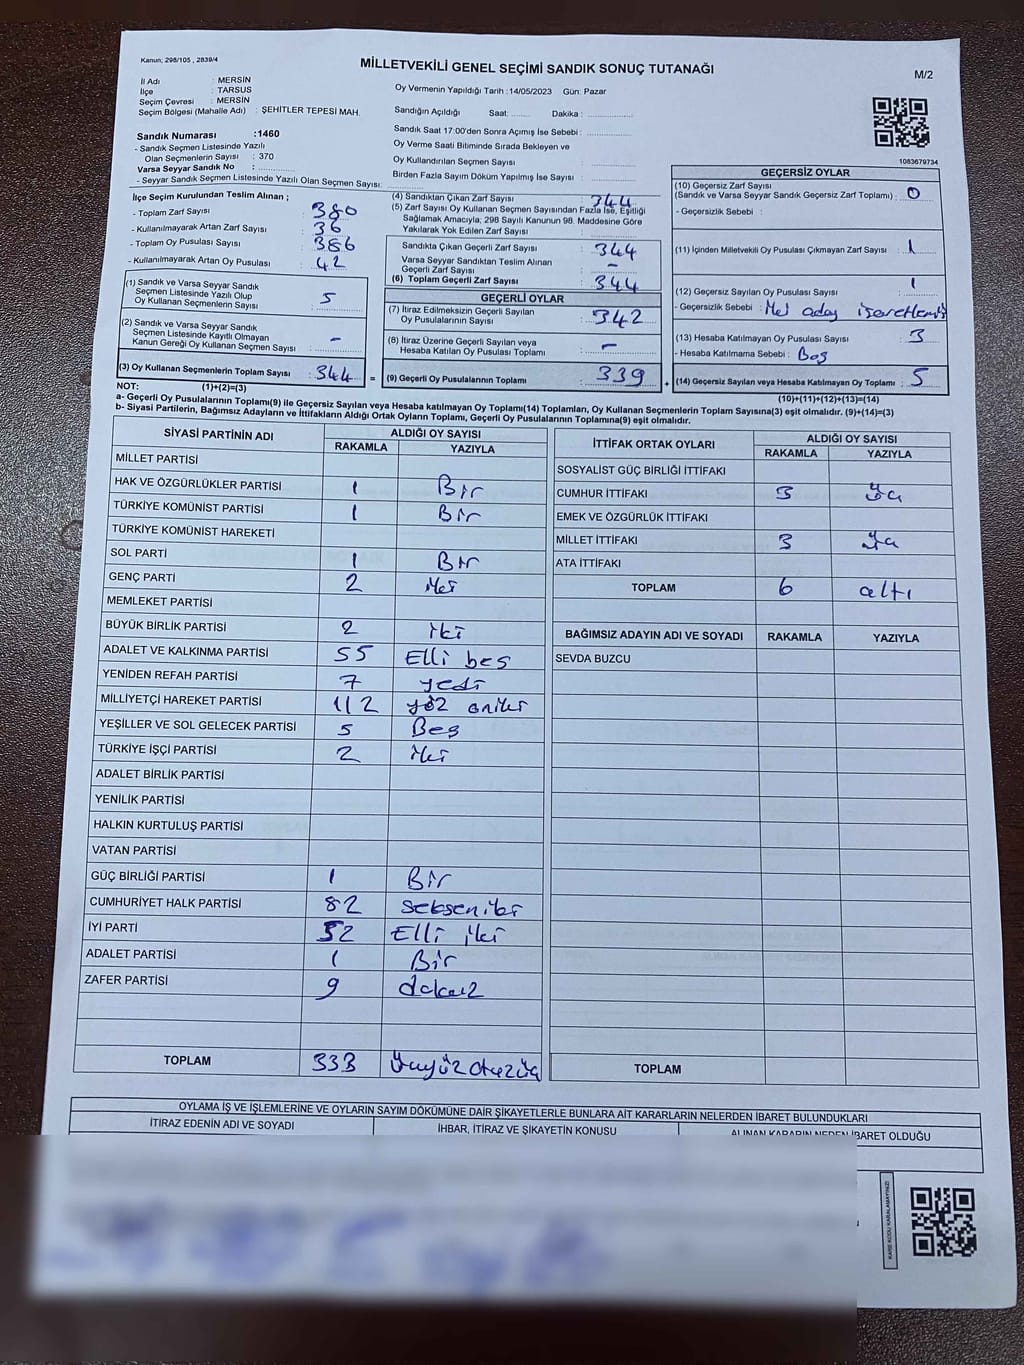 Kanun; 298/105 , 2839/4
MİLLETVEKİLİ GENEL SEÇİMİ SANDIK SONUÇ TUTANAĞI
M/2
İl Adı : MERSİN
İlçe : TARSUS
Seçim Çevresi : MERSİN
Seçim Bölgesi (Mahalle Adı) : ŞEHİTLER TEPESİ MAH.
Sandık Numarası :1460
- Sandık Seçmen Listesinde Yazılı
Olan Seçmenlerin Sayısı : 370
Varsa Seyyar Sandık No :
- Seyyar Sandık Seçmen Listesinde Yazılı Olan Seçmen Sayısı:
Oy Vermenin Yapıldığı Tarih :14/05/2023 Gün: Pazar
Sandığın Açıldığı Saat: Dakika :
Sandık Saat 17:00'den Sonra Açımış İse Sebebi :
Oy Verme Saati Bitiminde Sırada Bekleyen ve
Oy Kullandırılan Seçmen Sayısı :
Birden Fazla Sayım Döküm Yapılmış İse Sayısı :
1083679734
İlçe Seçim Kurulundan Teslim Alınan ;
- Toplam Zarf Sayısı : 380
- Kullanılmayarak Artan Zarf Sayısı : 36
- Toplam Oy Pusulası Sayısı : 386
- Kullanılmayarak Artan Oy Pusulası : 42
(1) Sandık ve Varsa Seyyar Sandık
Seçmen Listesinde Yazılı Olup
Oy Kullanan Seçmenlerin Sayısı : 5
(2) Sandık ve Varsa Seyyar Sandık
Seçmen Listesinde Kayıtlı Olmayan
Kanun Gereği Oy Kullanan Seçmen Sayısı : -
(3) Oy Kullanan Seçmenlerin Toplam Sayısı : 344 =
(4) Sandıktan Çıkan Zarf Sayısı : 344
(5) Zarf Sayısı Oy Kullanan Seçmen Sayısından Fazla İse, Eşitliği
Sağlamak Amacıyla, 298 Sayılı Kanunun 98. Maddesine Göre
Yakılarak Yok Edilen Zarf Sayısı :
Sandıkta Çıkan Geçerli Zarf Sayısı : 344
Varsa Seyyar Sandıktan Teslim Alınan
Geçerli Zarf Sayısı : -
(6) Toplam Geçerli Zarf Sayısı : 344
GEÇERLİ OYLAR
(7) İtiraz Edilmeksizin Geçerli Sayılan
Oy Pusulalarının Sayısı : 342
(8) İtiraz Üzerine Geçerli Sayılan veya
Hesaba Katılan Oy Pusulası Toplamı : -
(9) Geçerli Oy Pusulalarının Toplamı : 339 +
GEÇERSİZ OYLAR
(10) Geçersiz Zarf Sayısı
(Sandık ve Varsa Seyyar Sandık Geçersiz Zarf Toplamı) : 0
- Geçersizlik Sebebi :
(11) İçinden Milletvekili Oy Pusulası Çıkmayan Zarf Sayısı : 1
(12) Geçersiz Sayılan Oy Pusulası Sayısı : 1
- Geçersizlik Sebebi : aday
(13) Hesaba Katılmayan Oy Pusulası Sayısı : 3
- Hesaba Katılmama Sebebi : Boş
(14) Geçersiz Sayılan veya Hesaba Katılmayan Oy Toplamı : 5
NOT: (1)+(2)=(3)
(10)+(11)+(12)+(13)=(14)
a- Geçerli Oy Pusulalarının Toplamı(9) ile Geçersiz Sayılan veya Hesaba katılmayan Oy Toplamı(14) Toplamları, Oy Kullanan Seçmenlerin Toplam Sayısına(3) eşit olmalıdır. (9)+(14)=(3)
b- Siyasi Partilerin, Bağımsız Adayların ve İttifakların Aldığı Ortak Oyların Toplamı, Geçerli Oy Pusulalarının Toplamına(9) eşit olmalıdır.
SİYASİ PARTİNİN ADI ALDIĞI OY SAYISI
RAKAMLA YAZIYLA
MİLLET PARTİSİ
HAK VE ÖZGÜRLÜKLER PARTİSİ 1 Bir
TÜRKİYE KOMÜNİST PARTİSİ 1 Bir
TÜRKİYE KOMÜNİST HAREKETİ
SOL PARTİ 1 Bir
GENÇ PARTİ 2 iki
MEMLEKET PARTİSİ
BÜYÜK BİRLİK PARTİSİ 2 iki
ADALET VE KALKINMA PARTİSİ 55 Elli beş
YENİDEN REFAH PARTİSİ 7 yedi
MİLLİYETÇİ HAREKET PARTİSİ 112 yüz oniki
YEŞİLLER VE SOL GELECEK PARTİSİ 5 Beş
TÜRKİYE İŞÇİ PARTİSİ 2 iki
ADALET BİRLİK PARTİSİ
YENİLİK PARTİSİ
HALKIN KURTULUŞ PARTİSİ
VATAN PARTİSİ
GÜÇ BİRLİĞİ PARTİSİ 1 Bir
CUMHURİYET HALK PARTİSİ 82 seksen iki
İYİ PARTİ 52 Elli iki
ADALET PARTİSİ 1 Bir
ZAFER PARTİSİ 9 dokuz
TOPLAM 333 üçyüz otuzüç
İTTİFAK ORTAK OYLARI ALDIĞI OY SAYISI
RAKAMLA YAZIYLA
SOSYALİST GÜÇ BİRLİĞİ İTTİFAKI
CUMHUR İTTİFAKI 3 üç
EMEK VE ÖZGÜRLÜK İTTİFAKI
MİLLET İTTİFAKI 3 üç
ATA İTTİFAKI
TOPLAM 6 altı
BAĞIMSIZ ADAYIN ADI VE SOYADI RAKAMLA YAZIYLA
SEVDA BUZCU
TOPLAM
OYLAMA İŞ VE İŞLEMLERİNE VE OYLARIN SAYIM DÖKÜMÜNE DAİR ŞİKAYETLERLE BUNLARA AİT KARARLARIN NELERDEN İBARET BULUNDUKLARI
İTİRAZ EDENİN ADI VE SOYADI İHBAR, İTİRAZ VE ŞİKAYETİN KONUSU ALINAN KARARIN NEDEN İBARET OLDUĞU
KARE KODU KARALAMAYINIZ!